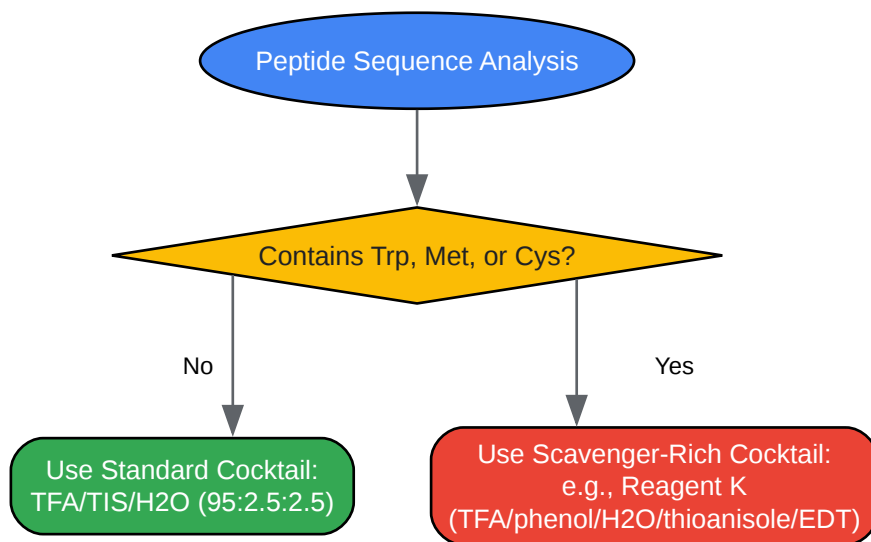 Peptide Sequence Analysis
Contains Trp, Met, or Cys?
No
Yes
Use Standard Cocktail:
TFA/TIS/H2O (95:2.5:2.5)
Use Scavenger-Rich Cocktail:
e.g., Reagent K
(TFA/phenol/H2O/thioanisole/EDT)